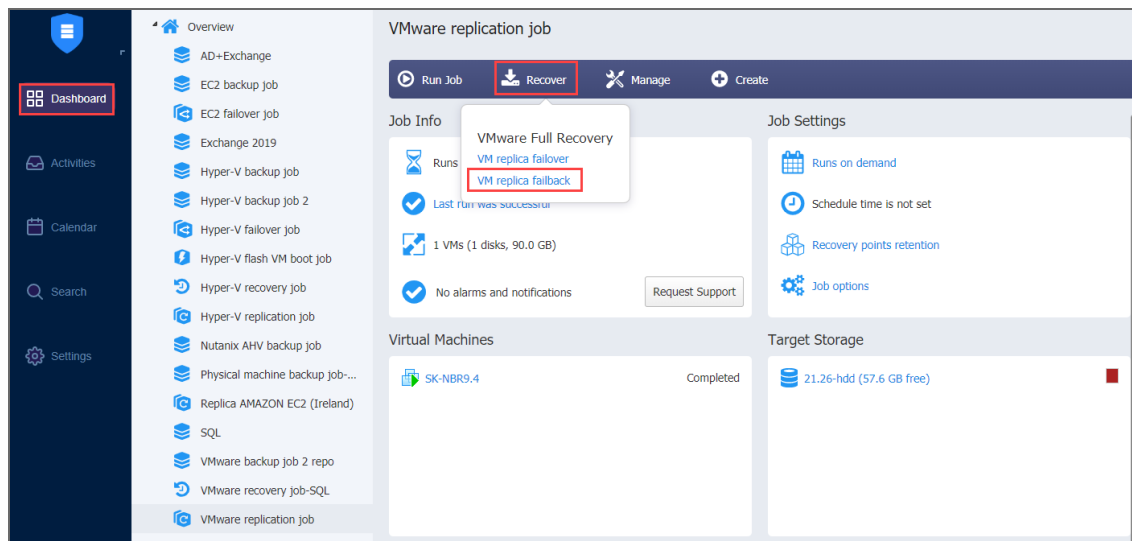 Dashboard
Activities
Calendar
Search
Settings
Overview
AD+Exchange
EC2 backup job
EC2 failover job
Exchange 2019
Hyper-V backup job
Hyper-V backup job 2
Hyper-V failover job
Hyper-V flash VM boot job
Hyper-V recovery job
Hyper-V replication job
Nutanix AHV backup job
Physical machine backup job-...
Replica AMAZON EC2 (Ireland)
SQL
VMware backup job 2 repo
VMware recovery job-SQL
VMware replication job
VMware replication job
Run Job Recover Manage Create
Job Info
VMware Full Recovery
VM replica failover
VM replica failback
Runs
Last run was successful
1 VMs (1 disks, 90.0 GB)
No alarms and notifications Request Support
Job Settings
Runs on demand
Schedule time is not set
Recovery points retention
Job options
Virtual Machines
SK-NBR9.4 Completed
Target Storage
21.26-hdd (57.6 GB free)